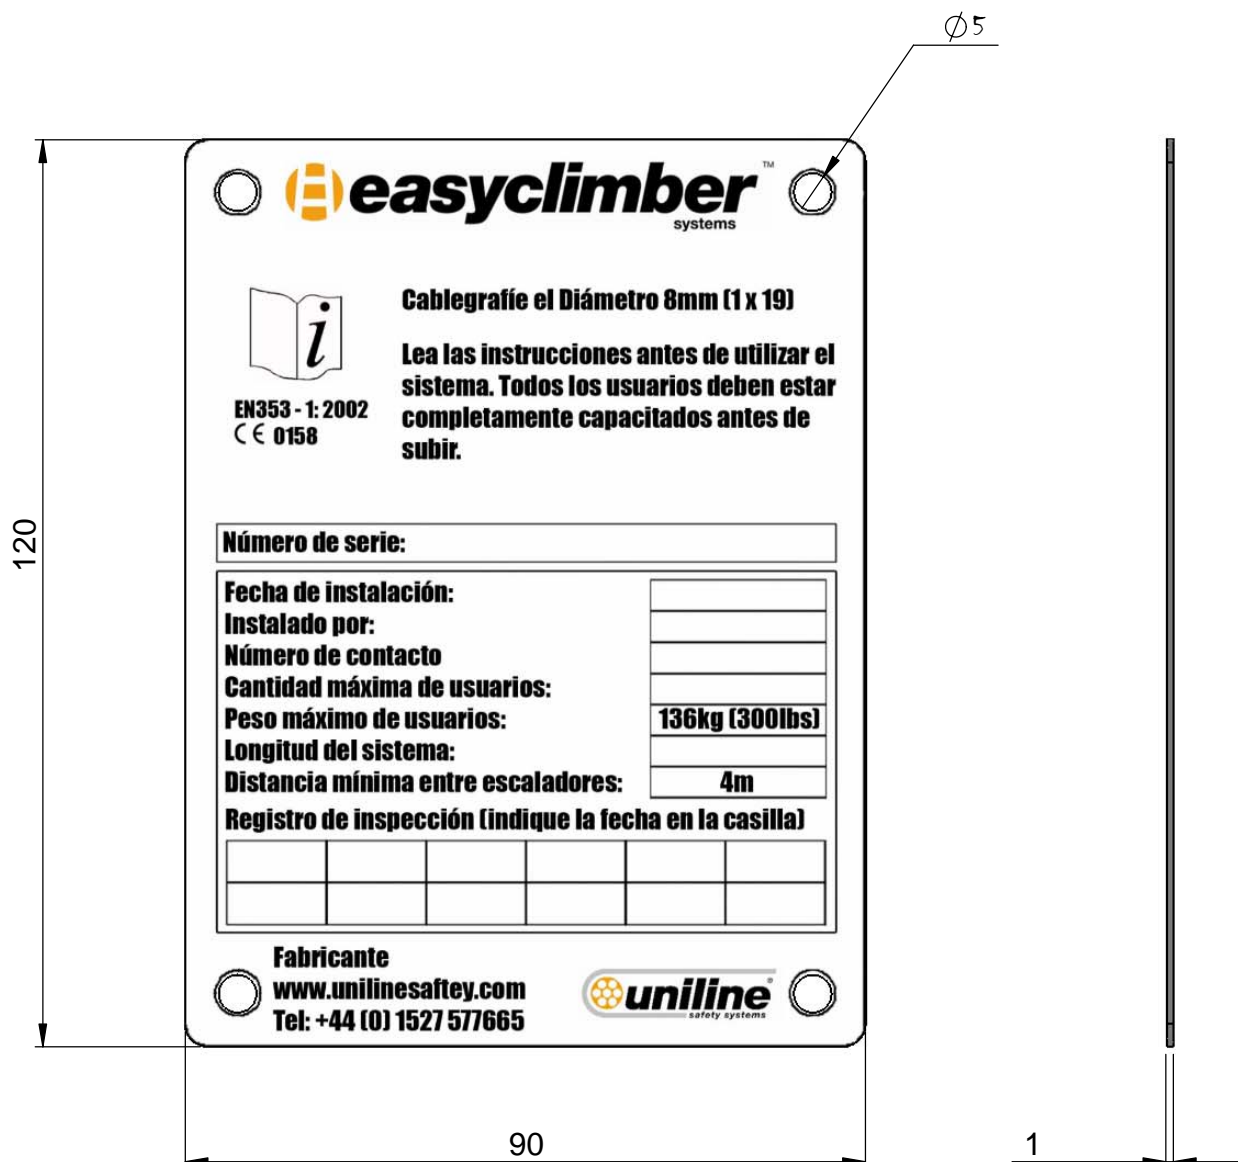 ⌀5
easyclimber™
systems
Cablegrafíe el Diámetro 8mm (1 x 19)
Lea las instrucciones antes de utilizar el
sistema. Todos los usuarios deben estar
completamente capacitados antes de
subir.
i
EN353 - 1: 2002
CE 0158
120
Número de serie:
Fecha de instalación:
Instalado por:
Número de contacto
Cantidad máxima de usuarios:
Peso máximo de usuarios: 136kg (300lbs)
Longitud del sistema:
Distancia mínima entre escaladores: 4m
Registro de inspección (indique la fecha en la casilla)
Fabricante
www.unilinesaftey.com
Tel: +44 (0) 1527 577665
uniline®
safety systems
90
1